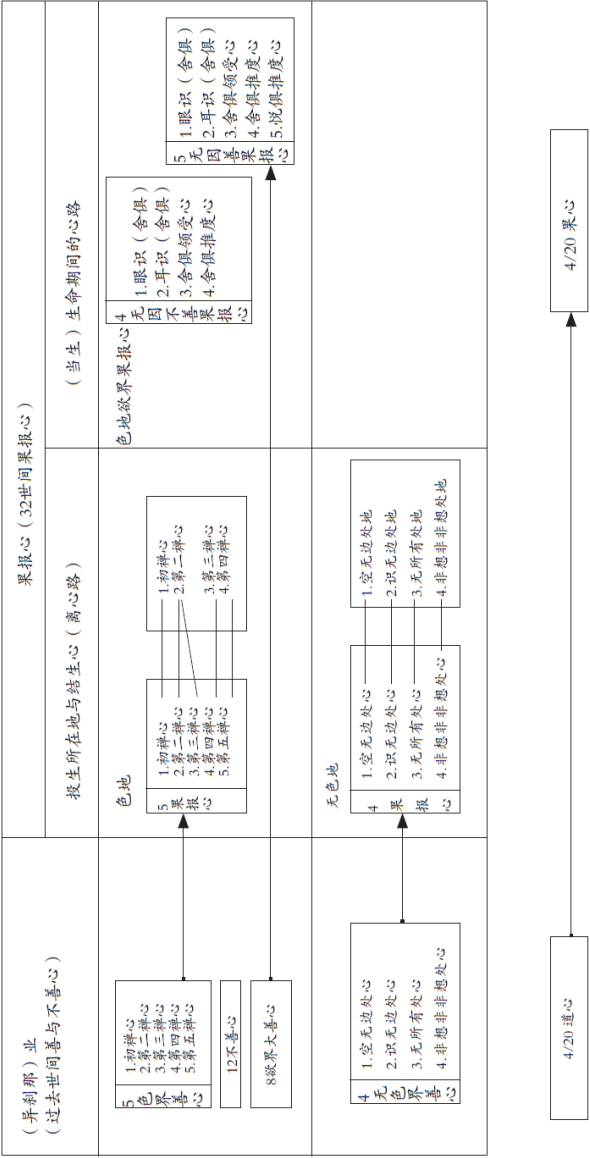 （异刹那）业
（过去世间善与不善心）
果报心（32世间果报心）
投生所在地与结生心（离心路）
（当生）生命期间的心路
5色界善心
1.初禅心
2.第二禅心
3.第三禅心
4.第四禅心
5.第五禅心
12不善心
8欲界大善心
色地
5果报心
1.初禅心
2.第二禅心
3.第三禅心
4.第四禅心
5.第五禅心
1.初禅心
2.第二禅心
3.第三禅心
4.第四禅心
色地欲界果报心
4无因不善果报心
1.眼识（舍俱）
2.耳识（舍俱）
3.舍俱领受心
4.舍俱推度心
5无因善果报心
1.眼识（舍俱）
2.耳识（舍俱）
3.舍俱领受心
4.舍俱推度心
5.悦俱推度心
4无色界善心
1.空无边处心
2.识无边处心
3.无所有处心
4.非想非非想处心
无色地
4果报心
1.空无边处心
2.识无边处心
3.无所有处心
4.非想非非想处心
1.空无边处地
2.识无边处地
3.无所有处地
4.非想非非想处地
4/20 道心
4/20 果心